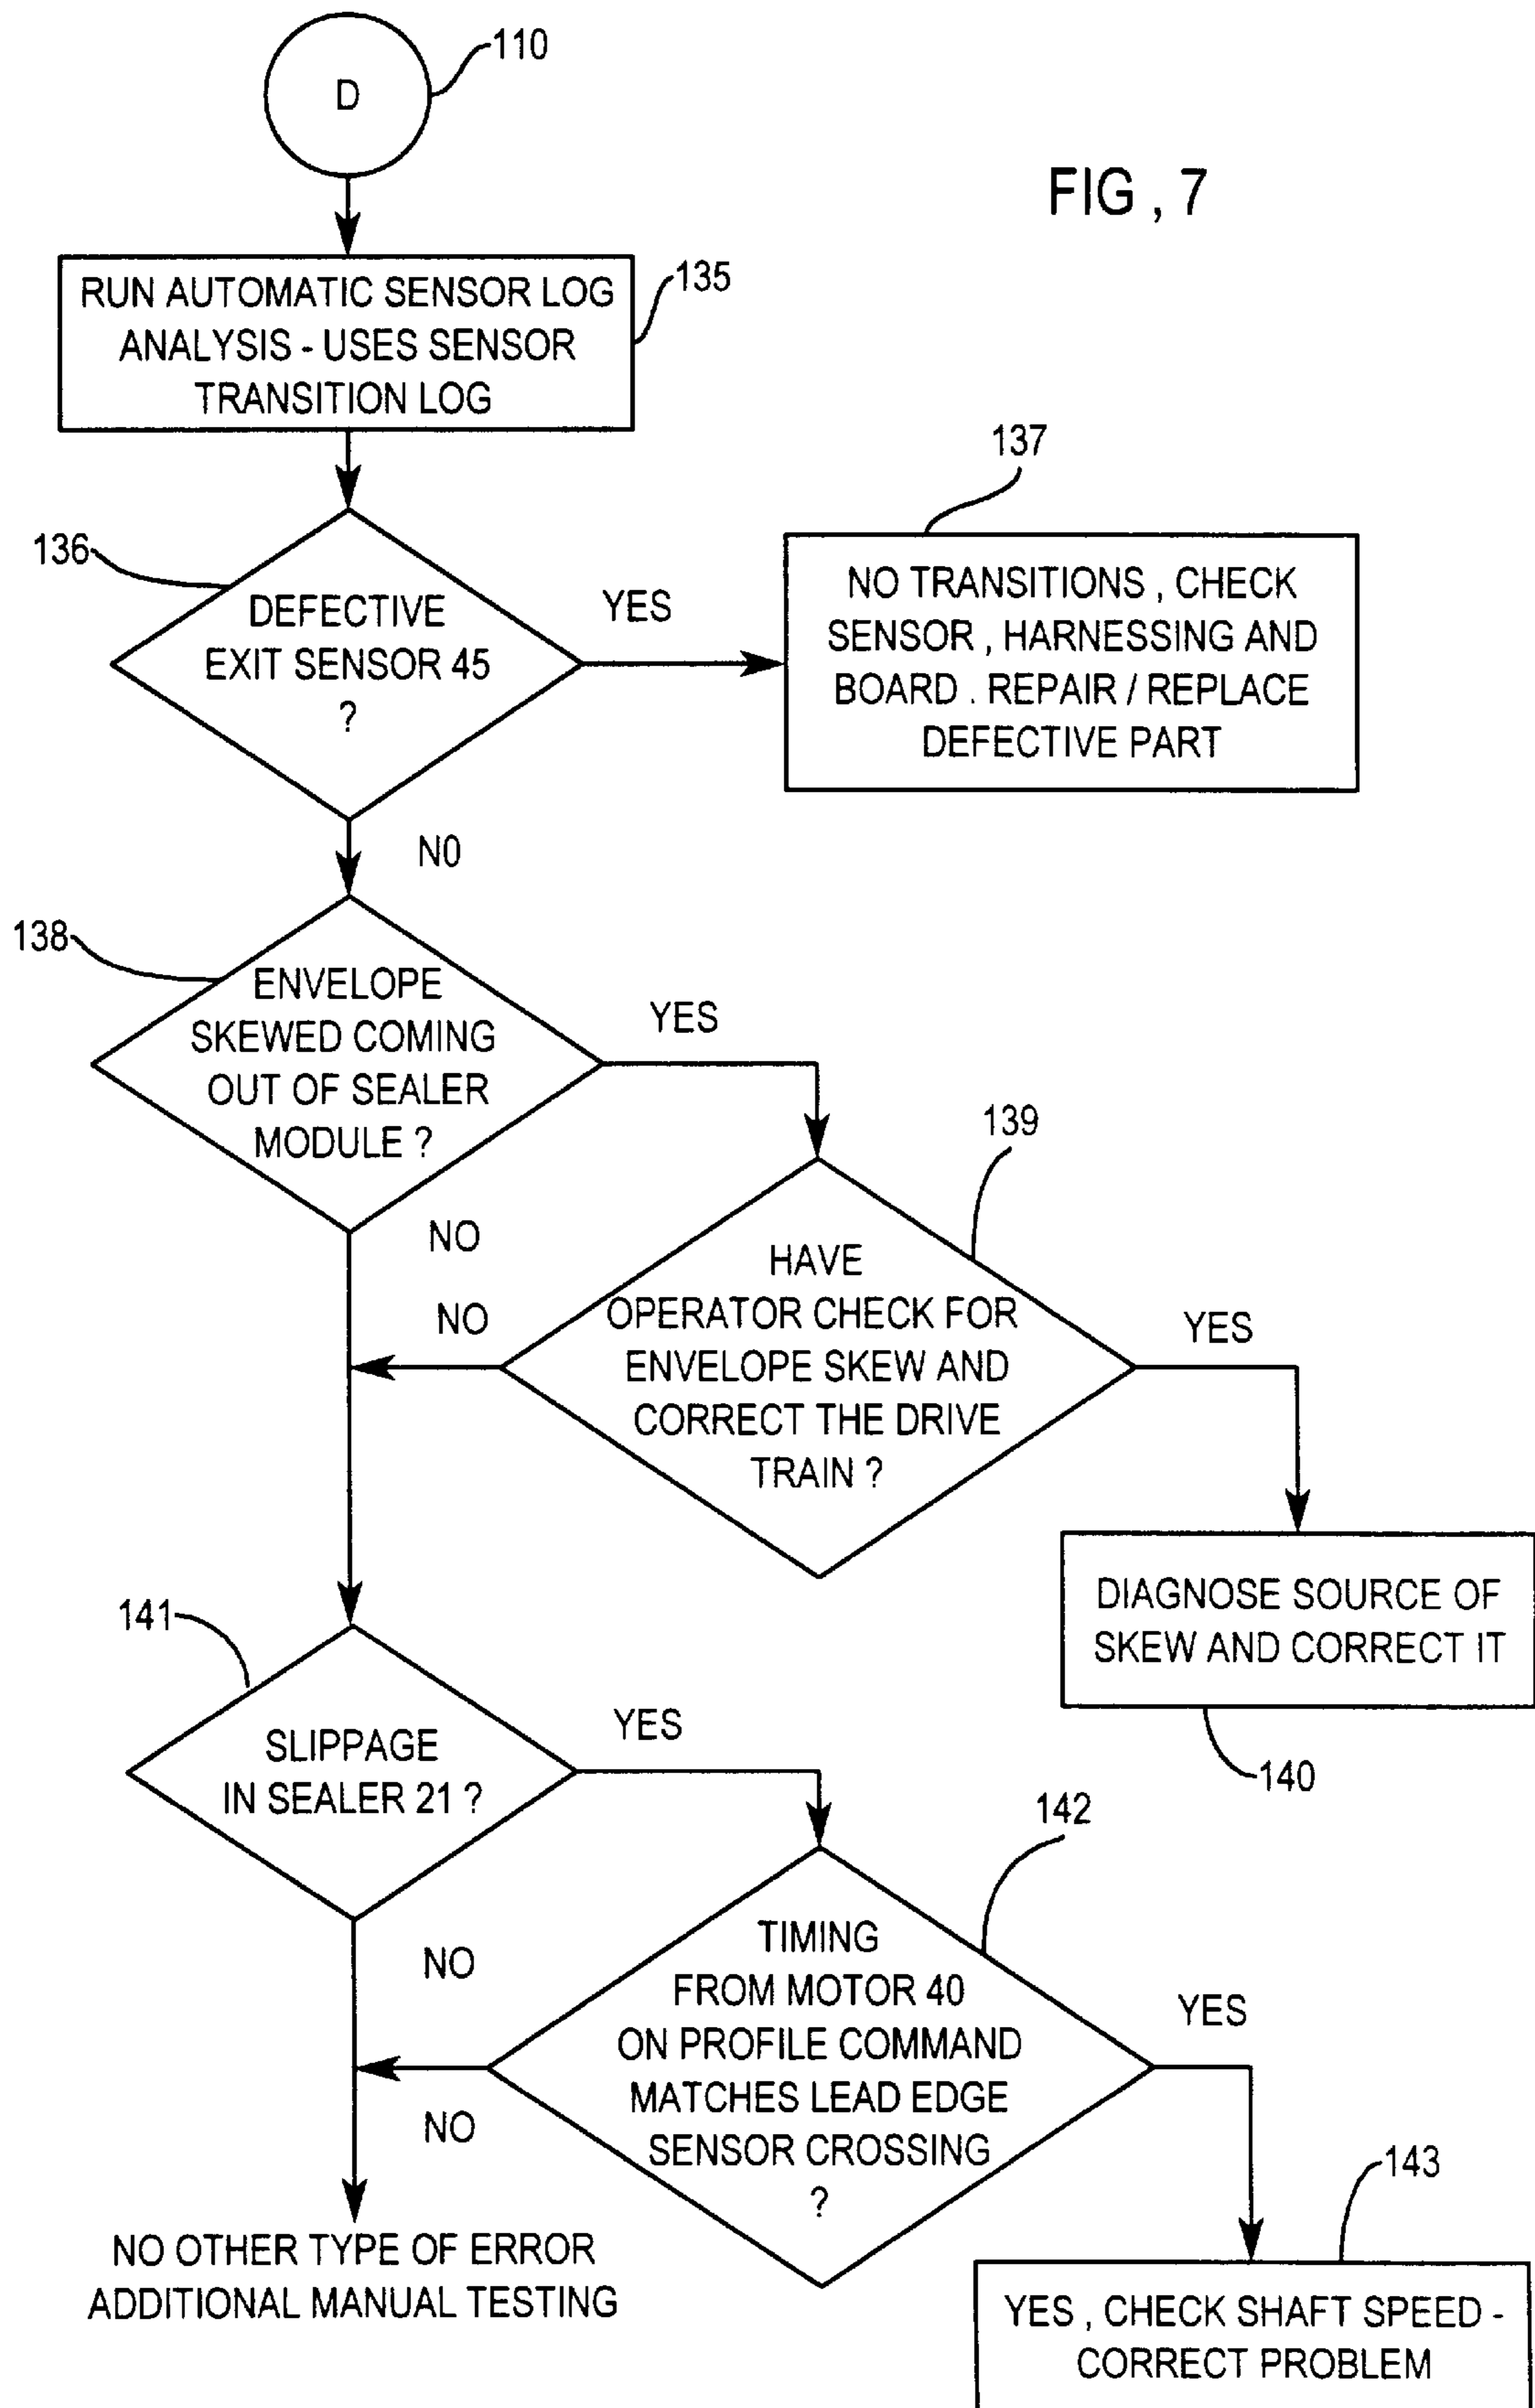 110
D
FIG , 7
135
RUN AUTOMATIC SENSOR LOG
ANALYSIS - USES SENSOR
TRANSITION LOG
137
136
DEFECTIVE
EXIT SENSOR 45
?
YES
NO TRANSITIONS , CHECK
SENSOR , HARNESSING AND
BOARD . REPAIR / REPLACE
DEFECTIVE PART
N0
138
ENVELOPE
SKEWED COMING
OUT OF SEALER
MODULE ?
YES
139
NO
HAVE
OPERATOR CHECK FOR
ENVELOPE SKEW AND
CORRECT THE DRIVE
TRAIN ?
NO
YES
DIAGNOSE SOURCE OF
SKEW AND CORRECT IT
140
141
SLIPPAGE
IN SEALER 21 ?
YES
142
NO
TIMING
FROM MOTOR 40
ON PROFILE COMMAND
MATCHES LEAD EDGE
SENSOR CROSSING
?
YES
NO
143
NO OTHER TYPE OF ERROR
ADDITIONAL MANUAL TESTING
YES , CHECK SHAFT SPEED -
CORRECT PROBLEM